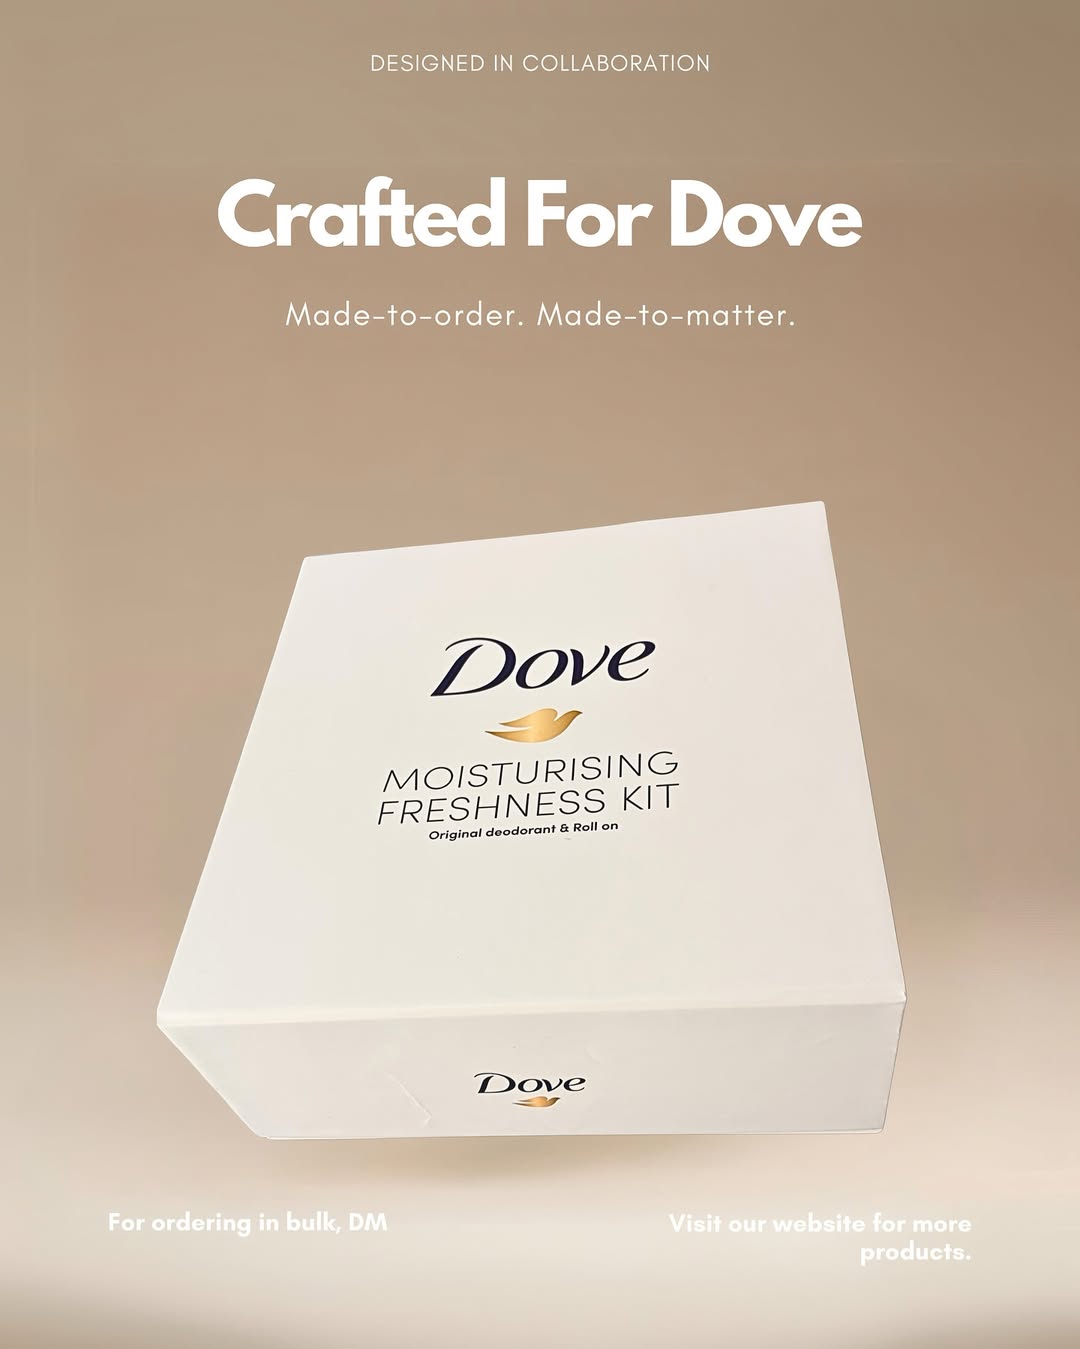 DESIGNED IN COLLABORATION
Crafted For Dove
Made-to-order. Made-to-matter.
Dove
MOISTURISING
FRESHNESS KIT
Original deodorant & Roll on
Dove
For ordering in bulk, DM
Visit our website for more
products.